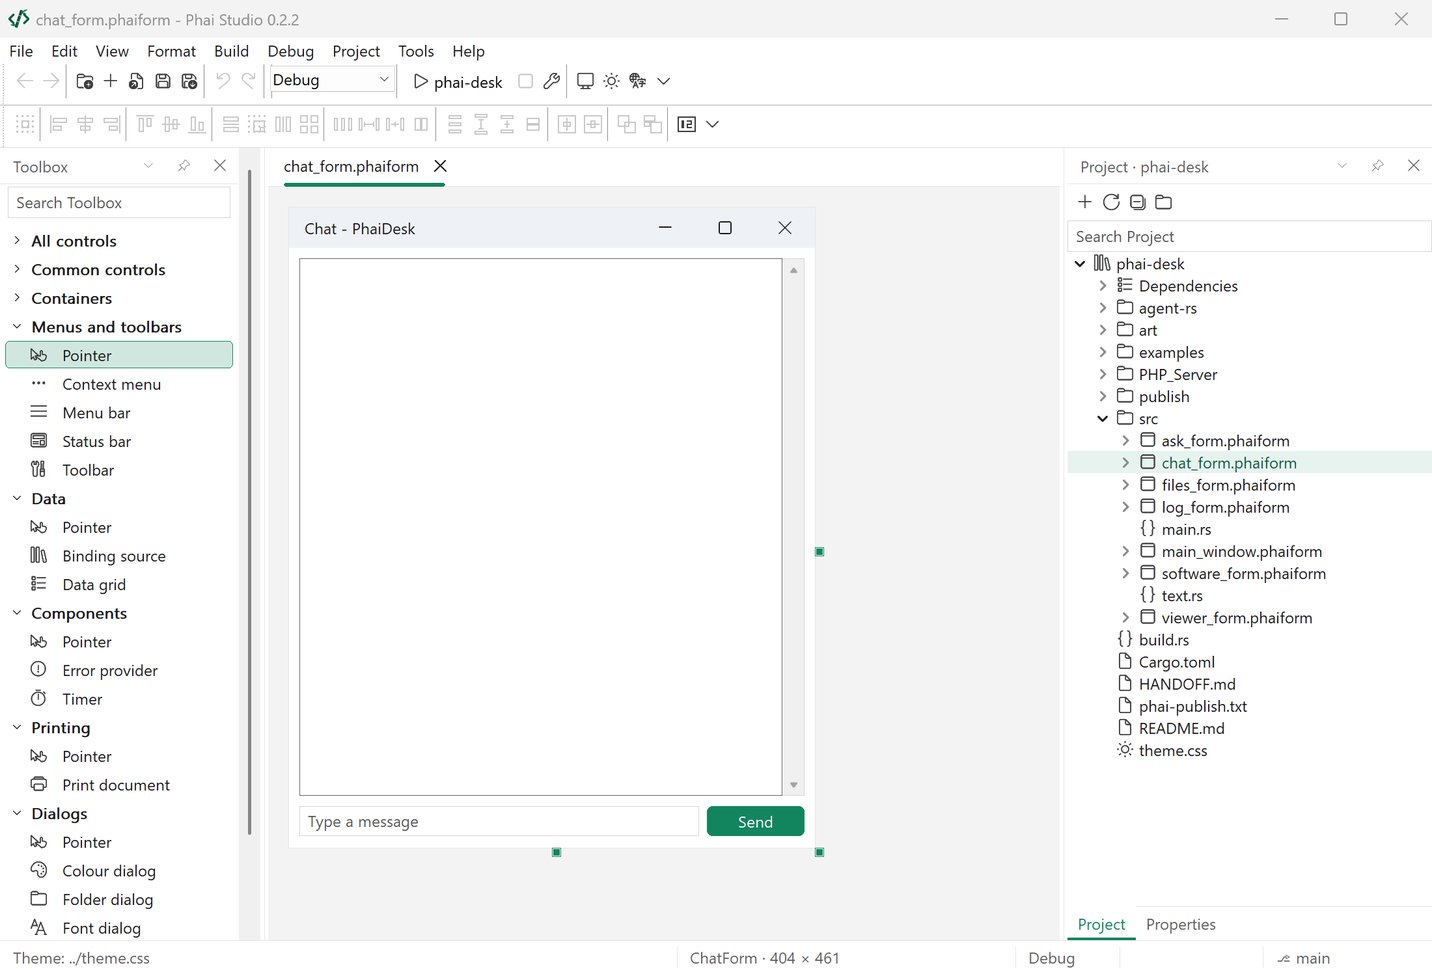 chat_form.phaiform - Phai Studio 0.2.2
File Edit View Format Build Debug Project Tools Help
Debug phai-desk
Toolbox
Search Toolbox
All controls
Common controls
Containers
Menus and toolbars
Pointer
Context menu
Menu bar
Status bar
Toolbar
Data
Pointer
Binding source
Data grid
Components
Pointer
Error provider
Timer
Printing
Pointer
Print document
Dialogs
Pointer
Colour dialog
Folder dialog
Font dialog
chat_form.phaiform
Chat - PhaiDesk
Type a message
Send
Project · phai-desk
Search Project
phai-desk
Dependencies
agent-rs
art
examples
PHP_Server
publish
src
ask_form.phaiform
chat_form.phaiform
files_form.phaiform
log_form.phaiform
main.rs
main_window.phaiform
software_form.phaiform
text.rs
viewer_form.phaiform
build.rs
Cargo.toml
HANDOFF.md
phai-publish.txt
README.md
theme.css
Project Properties
Theme: ../theme.css ChatForm · 404 × 461 Debug main